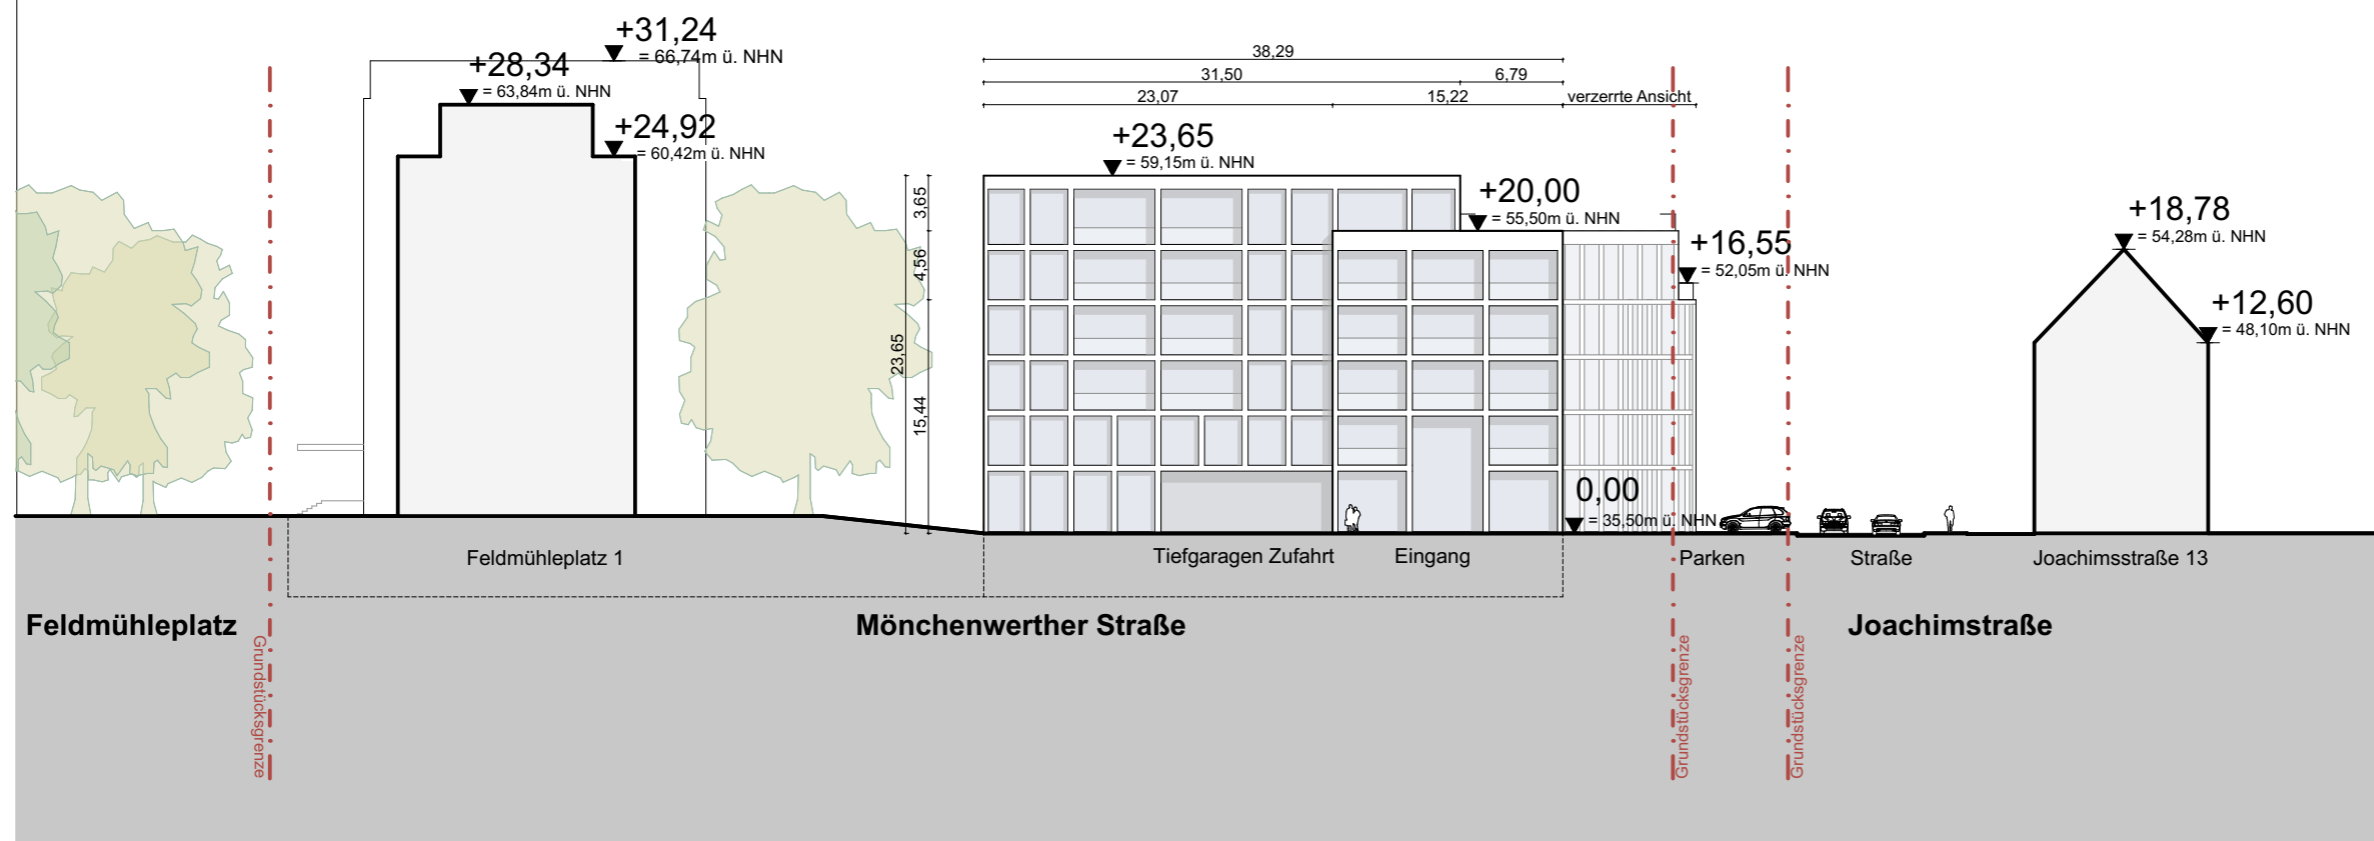 +31,24
= 66,74m ü. NHN
+28,34
= 63,84m ü. NHN
+24,92
= 60,42m ü. NHN
38,29
31,50
6,79
23,07
15,22
verzerrte Ansicht
+23,65
= 59,15m ü. NHN
+20,00
= 55,50m ü. NHN
+16,55
= 52,05m ü. NHN
+18,78
= 54,28m ü. NHN
+12,60
= 48,10m ü. NHN
3,65
4,56
23,65
15,44
0,00
= 35,50m ü. NHN
Feldmühleplatz 1
Tiefgaragen Zufahrt
Eingang
Parken
Straße
Joachimsstraße 13
Feldmühleplatz
Mönchenwerther Straße
Joachimstraße
Grundstücksgrenze
Grundstücksgrenze
Grundstücksgrenze